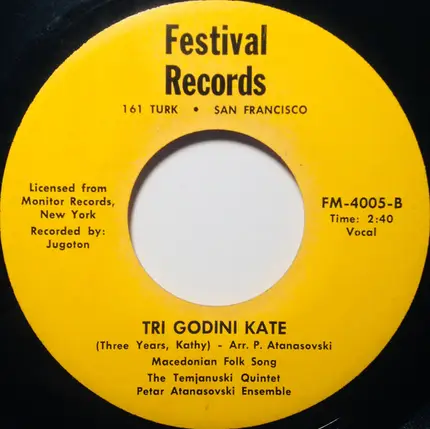 Festival
Records
161 TURK • SAN FRANCISCO
Licensed from
Monitor Records,
New York
Recorded by:
Jugoton
FM-4005-B
Time: 2:40
Vocal
TRI GODINI KATE
(Three Years, Kathy) - Arr. P. Atanasovski
Macedonian Folk Song
The Temjanuski Quintet
Petar Atanasovski Ensemble